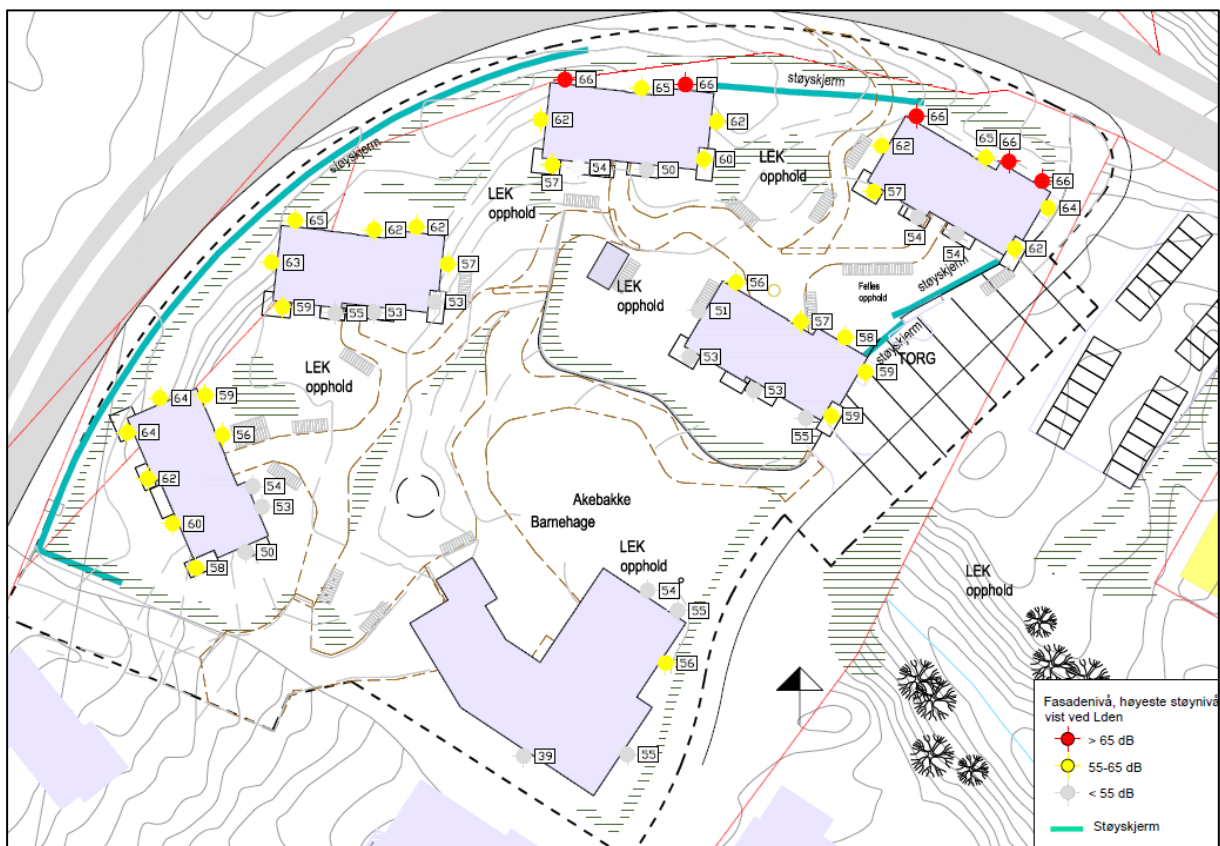 66
65
66
støyskjerm
66
62
62
65
66
62
støyskjerm
54
50
60
LEK
opphold
66
57
57
64
LEK
opphold
65
62
62
54
54
62
63
57
støyskjerm
LEK
opphold
56
Felles
opphold
59
55
53
53
51
57
58
støyskjerm
TORG
53
59
LEK
opphold
64
59
53
59
64
56
55
62
54
53
Akebakke
60
Barnehage
50
LEK
opphold
58
54
55
LEK
opphold
56
39
55
Fasadenivå, høyeste støynivå
vist ved Lden
> 65 dB
55-65 dB
< 55 dB
Støyskjerm